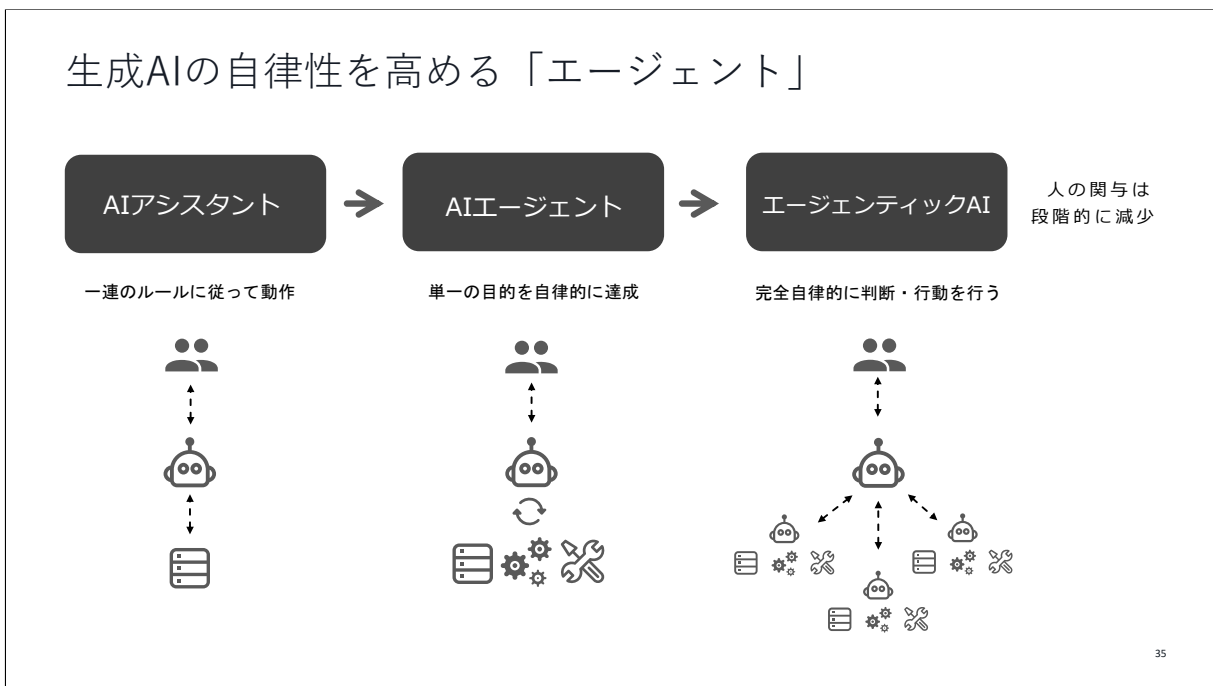 生成AIの自律性を高める「エージェント」
AIアシスタント
AIエージェント
エージェンティックAI
人の関与は
段階的に減少
一連のルールに従って動作
単一の目的を自律的に達成
完全自律的に判断・行動を行う
35